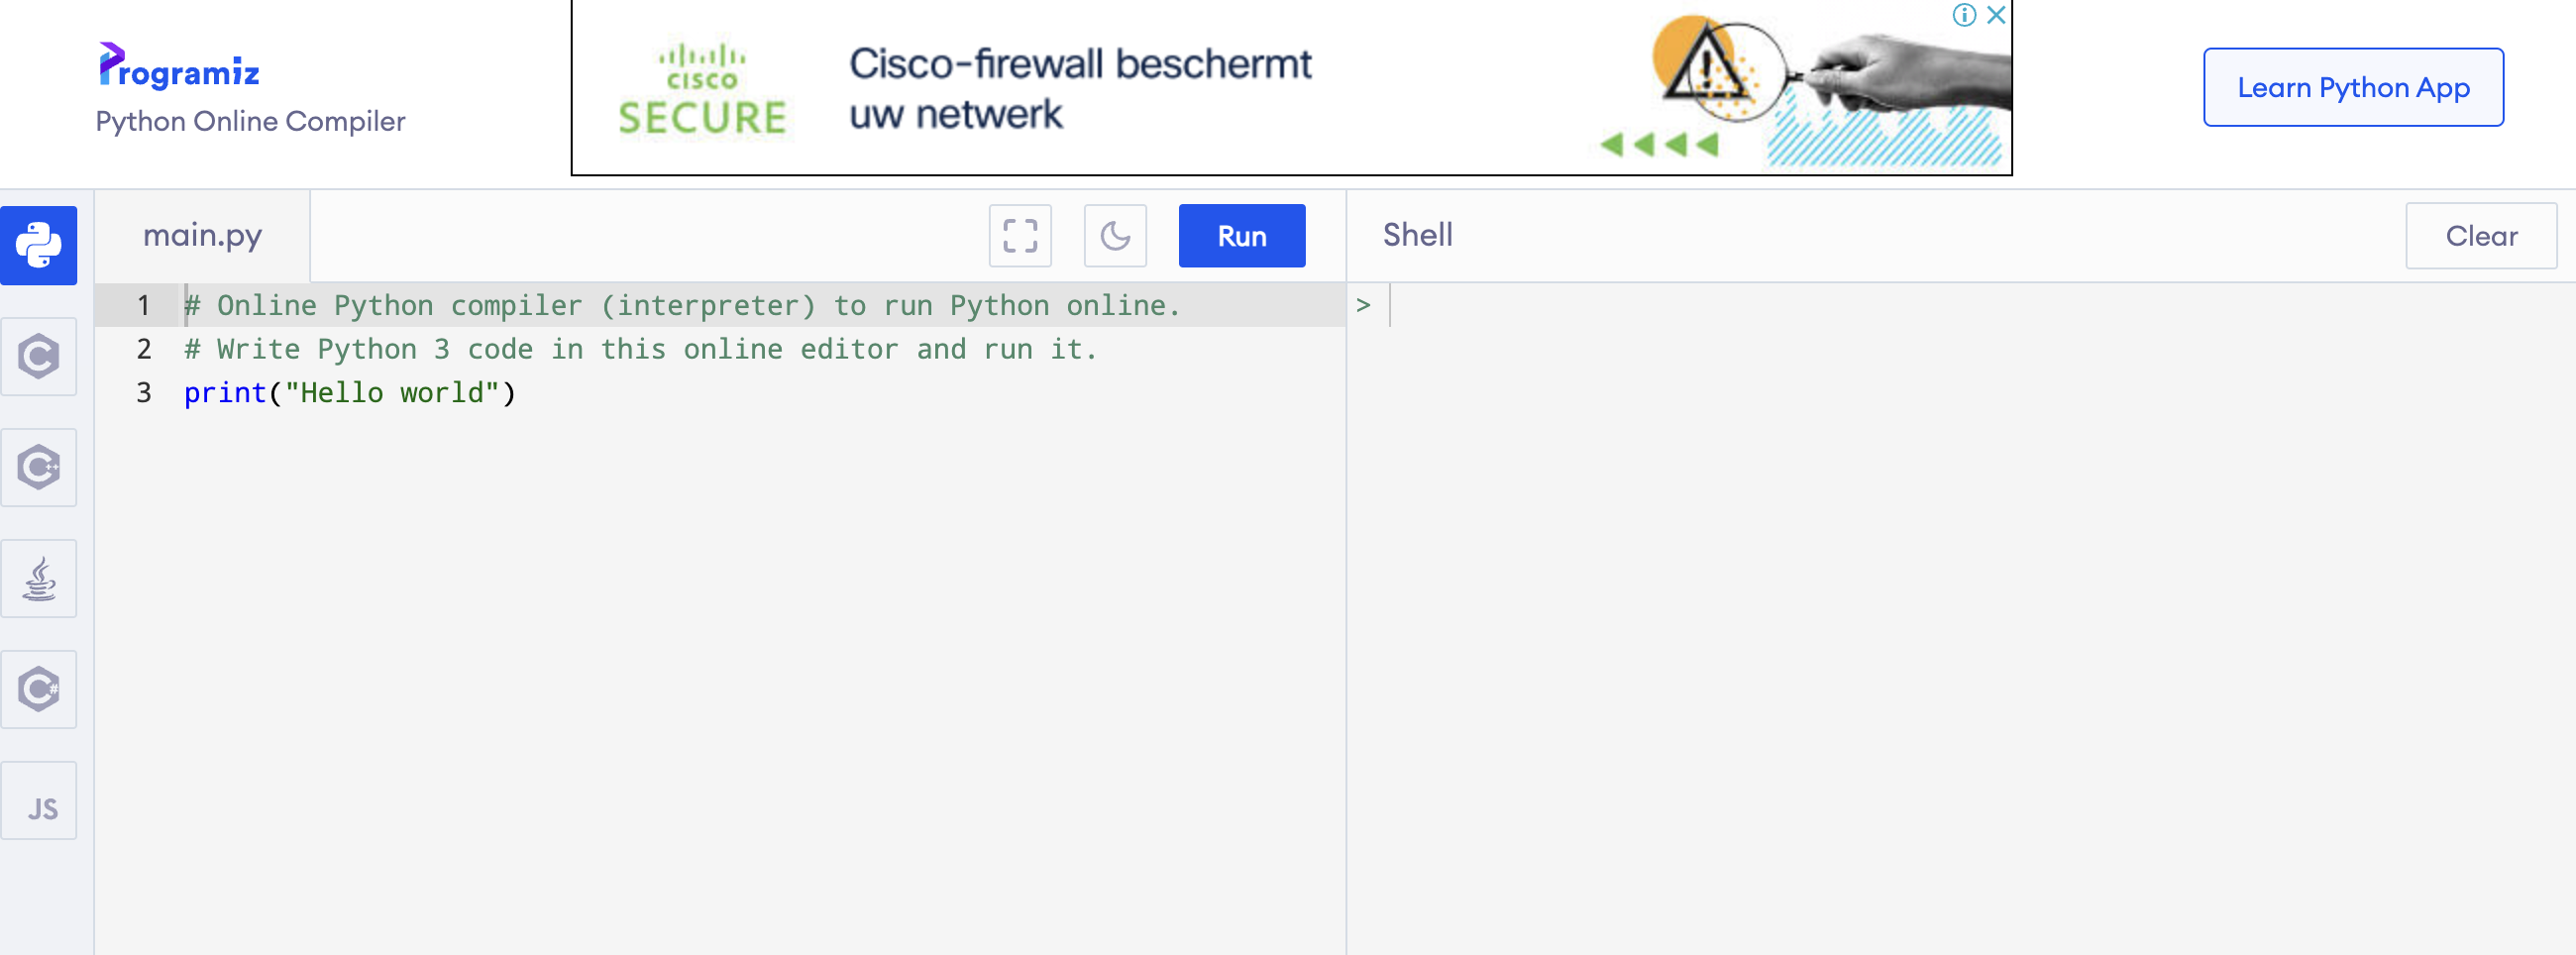 Programiz
Python Online Compiler
CISCO
SECURE
Cisco-firewall beschermt
uw netwerk
Learn Python App
main.py
Run
Shell
Clear
1 # Online Python compiler (interpreter) to run Python online.
2 # Write Python 3 code in this online editor and run it.
3 print("Hello world")
>
C
C++
C#
JS